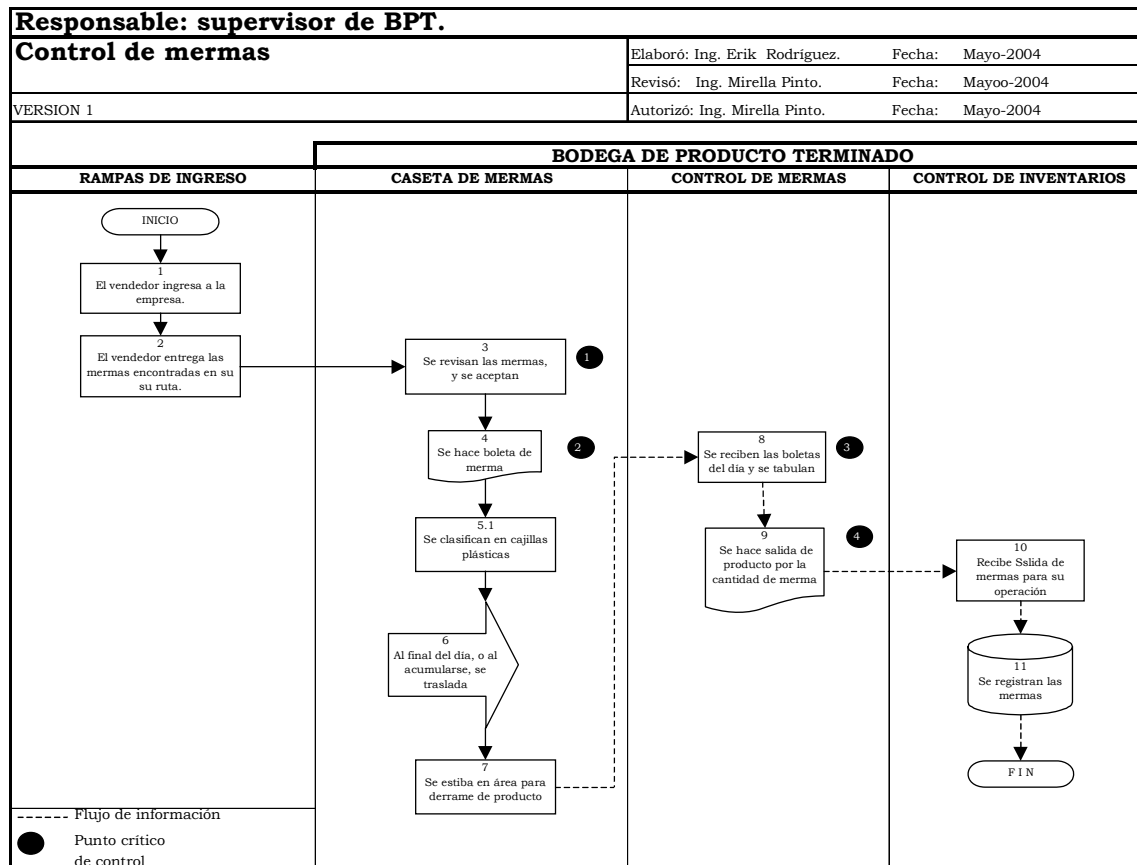 Responsable: supervisor de BPT.
Control de mermas
Elaboró: Ing. Erik Rodríguez. Fecha: Mayo-2004
Revisó: Ing. Mirella Pinto. Fecha: Mayoo-2004
VERSION 1
Autorizó: Ing. Mirella Pinto. Fecha: Mayo-2004
BODEGA DE PRODUCTO TERMINADO
RAMPAS DE INGRESO
CASETA DE MERMAS
CONTROL DE MERMAS
CONTROL DE INVENTARIOS
INICIO
1
El vendedor ingresa a la
empresa.
2
El vendedor entrega las
mermas encontradas en su
su ruta.
3
Se revisan las mermas,
y se aceptan
1
4
Se hace boleta de
merma
2
5.1
Se clasifican en cajillas
plásticas
6
Al final del día, o al
acumularse, se
traslada
7
Se estiba en área para
derrame de producto
8
Se reciben las boletas
del día y se tabulan
3
9
Se hace salida de
producto por la
cantidad de merma
4
10
Recibe Sslida de
mermas para su
operación
11
Se registran las
mermas
F I N
Flujo de información
Punto crítico
de control